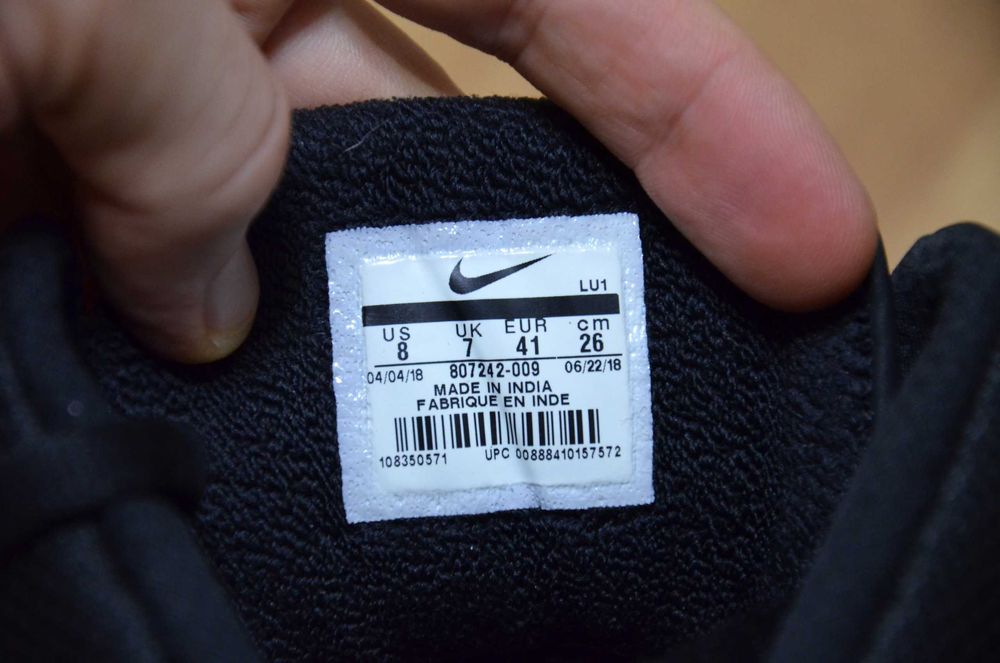 LU1
US UK EUR cm
8 7 41 26
04/04/18 807242-009 06/22/18
MADE IN INDIA
FABRIQUE EN INDE
108350571 UPC 00888410157572